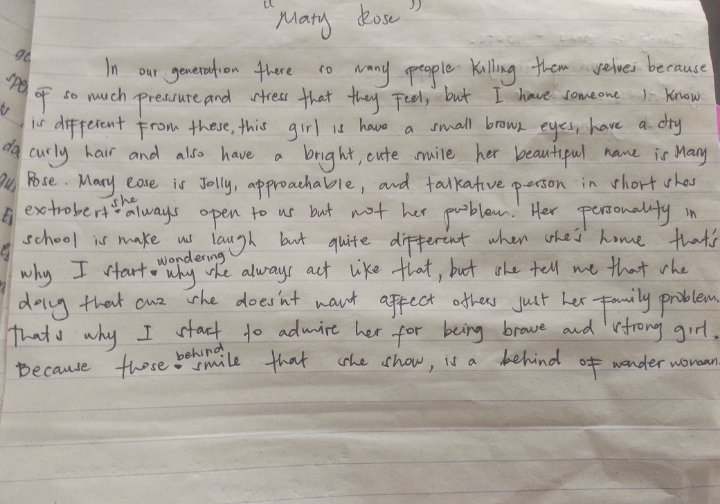 "Mary Rose"
In our generation there so many people killing them selves because
of so much pressure and stress that they feel, but I have someone I know
is different from these, this girl is have a small brown eyes, have a dry
curly hair and also have a bright, cute smile her beautiful name is Mary
Rose. Mary Rose is Jolly, approachable, and talkative person in short shes
extrobert. she always open to us but not her problem. Her personality in
school is make us laugh but quite different when she's home that's
why I start wondering why she always act like that, but she tell me that she
doing that cuz she does'nt want affect others just her family problem.
that's why I start to admire her for being brave and strong girl.
Because those behind smile that she show, is a behind of wonder woman.